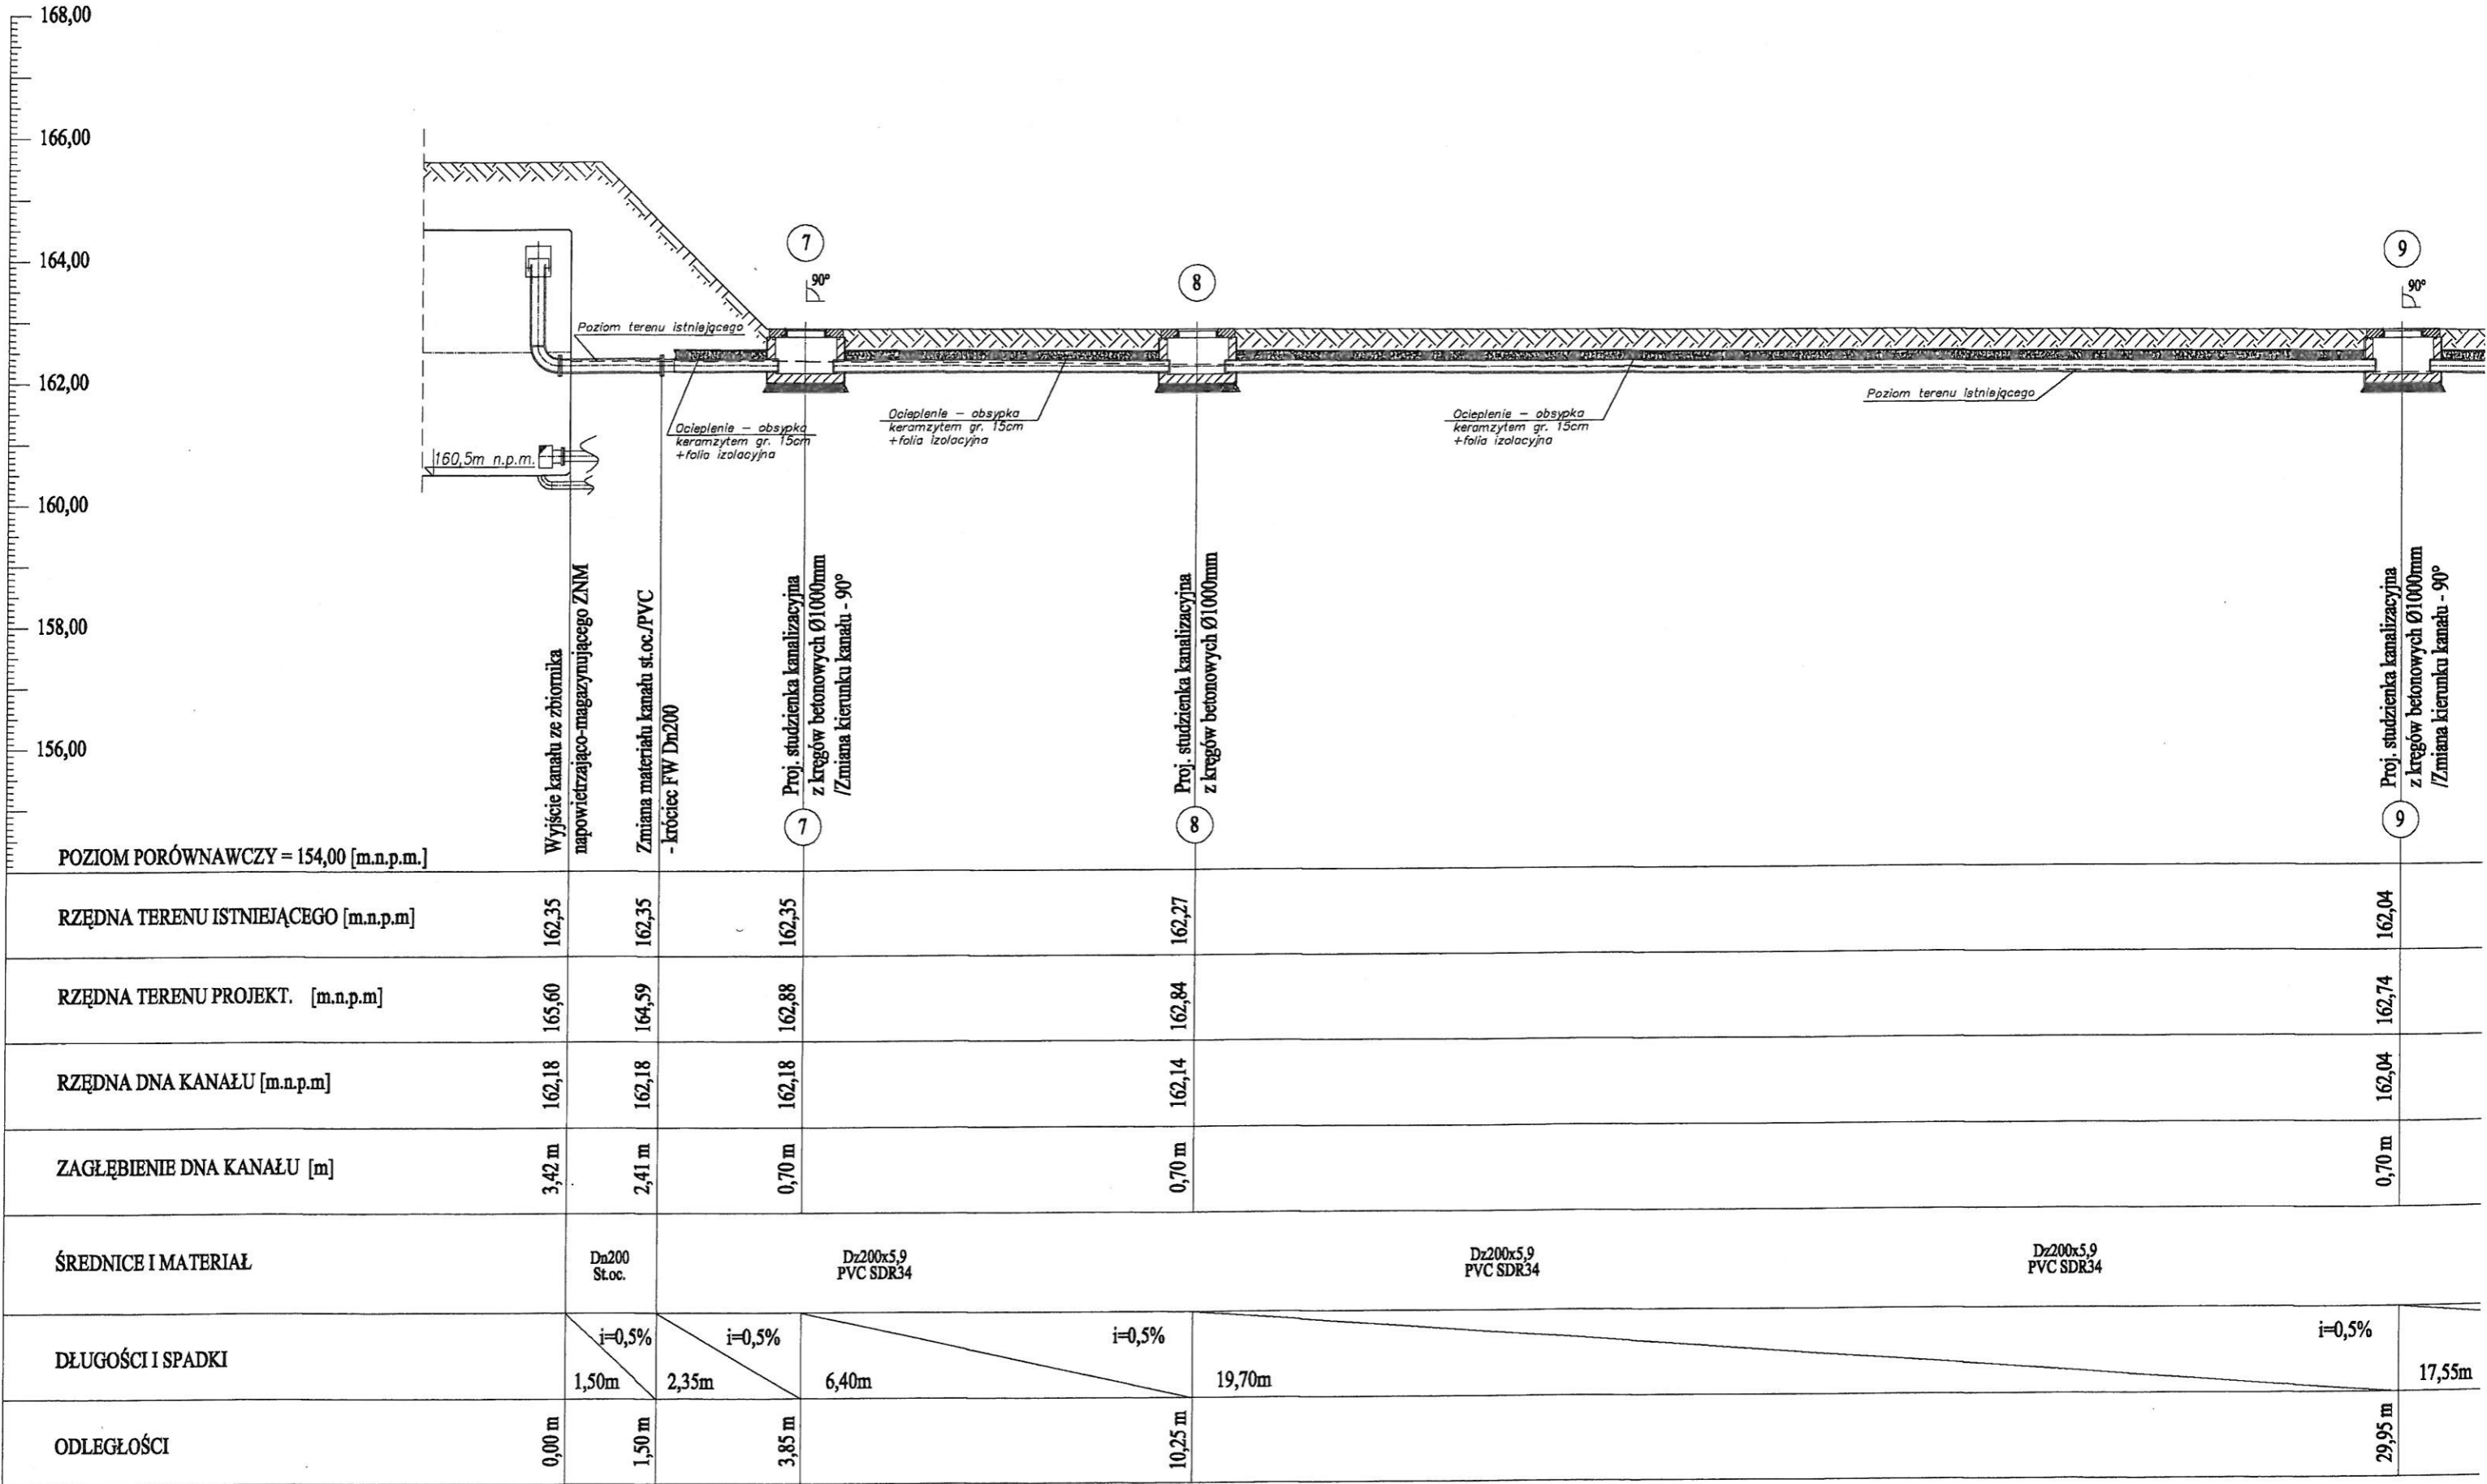 168,00
166,00
164,00
162,00
160,00
158,00
156,00
7
90°
8
9
90°
Poziom terenu istniejącego
Ocieplenie – obsypka
keramzytem gr. 15cm
+folia izolacyjna
Ocieplenie – obsypka
keramzytem gr. 15cm
+folia izolacyjna
Ocieplenie – obsypka
keramzytem gr. 15cm
+folia izolacyjna
Poziom terenu istniejącego
160,5m n.p.m.
Wyjście kanału ze zbiornika
napowietrzająco-magazynującego ZNM
Zmiana materiału kanału st.oc./PVC
- króciec FW Dn200
Proj. studzienka kanalizacyjna
z kręgów betonowych Ø1000mm
/Zmiana kierunku kanału - 90°
Proj. studzienka kanalizacyjna
z kręgów betonowych Ø1000mm
Proj. studzienka kanalizacyjna
z kręgów betonowych Ø1000mm
/Zmiana kierunku kanału - 90°
7
8
9
POZIOM PORÓWNAWCZY = 154,00 [m.n.p.m.]
RZĘDNA TERENU ISTNIEJĄCEGO [m.n.p.m] 162,35 162,35 162,35 162,27 162,04
RZĘDNA TERENU PROJEKT. [m.n.p.m] 165,60 164,59 162,88 162,84 162,74
RZĘDNA DNA KANAŁU [m.n.p.m] 162,18 162,18 162,18 162,14 162,04
ZAGŁĘBIENIE DNA KANAŁU [m] 3,42 m 2,41 m 0,70 m 0,70 m 0,70 m
ŚREDNICE I MATERIAŁ
Dn200
St.oc.
Dz200x5,9
PVC SDR34
Dz200x5,9
PVC SDR34
Dz200x5,9
PVC SDR34
DŁUGOŚCI I SPADKI
i=0,5% i=0,5% i=0,5% i=0,5%
1,50m 2,35m 6,40m 19,70m 17,55m
ODLEGŁOŚCI 0,00 m 1,50 m 3,85 m 10,25 m 29,95 m